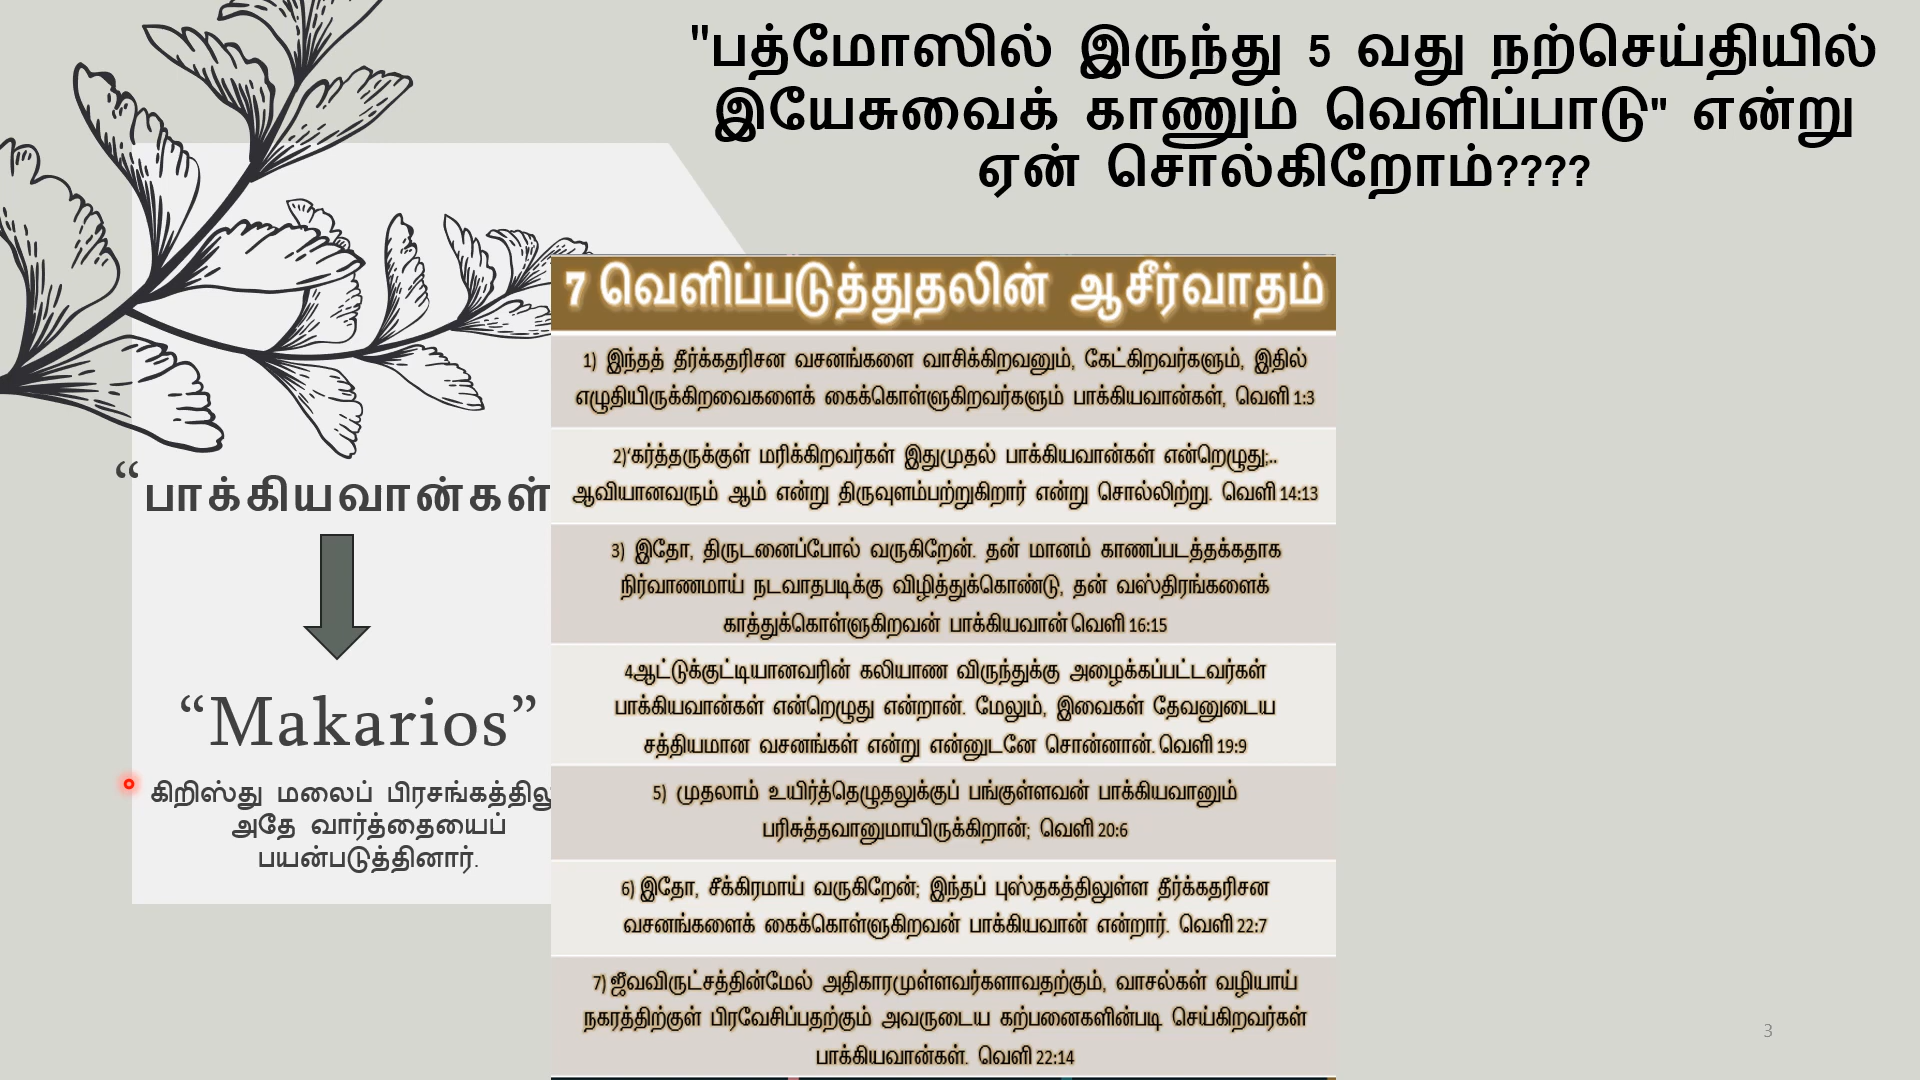 "பத்மோஸில் இருந்து 5 வது நற்செய்தியில்
இயேசுவைக் காணும் வெளிப்பாடு" என்று
ஏன் சொல்கிறோம்????
“பாக்கியவான்கள்
“Makarios”
கிறிஸ்து மலைப் பிரசங்கத்திலு
அதே வார்த்தையைப்
பயன்படுத்தினார்.
7 வெளிப்படுத்துதலின் ஆசீர்வாதம்
1) இந்தத் தீர்க்கதரிசன வசனங்களை வாசிக்கிறவனும், கேட்கிறவர்களும், இதில்
எழுதியிருக்கிறவைகளைக் கைக்கொள்ளுகிறவர்களும் பாக்கியவான்கள், வெளி 1:3
2)‘கர்த்தருக்குள் மரிக்கிறவர்கள் இதுமுதல் பாக்கியவான்கள் என்றெழுது;..
ஆவியானவரும் ஆம் என்று திருவுளம்பற்றுகிறார் என்று சொல்லிற்று. வெளி 14:13
3) இதோ, திருடனைப்போல் வருகிறேன். தன் மானம் காணப்படத்தக்கதாக
நிர்வாணமாய் நடவாதபடிக்கு விழித்துக்கொண்டு, தன் வஸ்திரங்களைக்
காத்துக்கொள்ளுகிறவன் பாக்கியவான் வெளி 16:15
4ஆட்டுக்குட்டியானவரின் கலியாண விருந்துக்கு அழைக்கப்பட்டவர்கள்
பாக்கியவான்கள் என்றெழுது என்றான். மேலும், இவைகள் தேவனுடைய
சத்தியமான வசனங்கள் என்று என்னுடனே சொன்னான். வெளி 19:9
5) முதலாம் உயிர்த்தெழுதலுக்குப் பங்குள்ளவன் பாக்கியவானும்
பரிசுத்தவானுமாயிருக்கிறான்; வெளி 20:6
6) இதோ, சீக்கிரமாய் வருகிறேன்; இந்தப் புஸ்தகத்திலுள்ள தீர்க்கதரிசன
வசனங்களைக் கைக்கொள்ளுகிறவன் பாக்கியவான் என்றார். வெளி 22:7
7) ஜீவவிருட்சத்தின்மேல் அதிகாரமுள்ளவர்களாவதற்கும், வாசல்கள் வழியாய்
நகரத்திற்குள் பிரவேசிப்பதற்கும் அவருடைய கற்பனைகளின்படி செய்கிறவர்கள்
பாக்கியவான்கள். வெளி 22:14
3